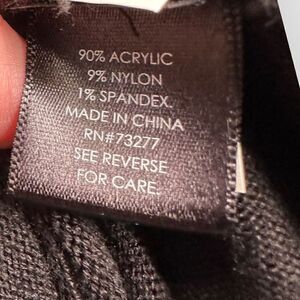 90% ACRYLIC
9% NYLON
1% SPANDEX.
MADE IN CHINA
RN#73277
SEE REVERSE
FOR CARE.